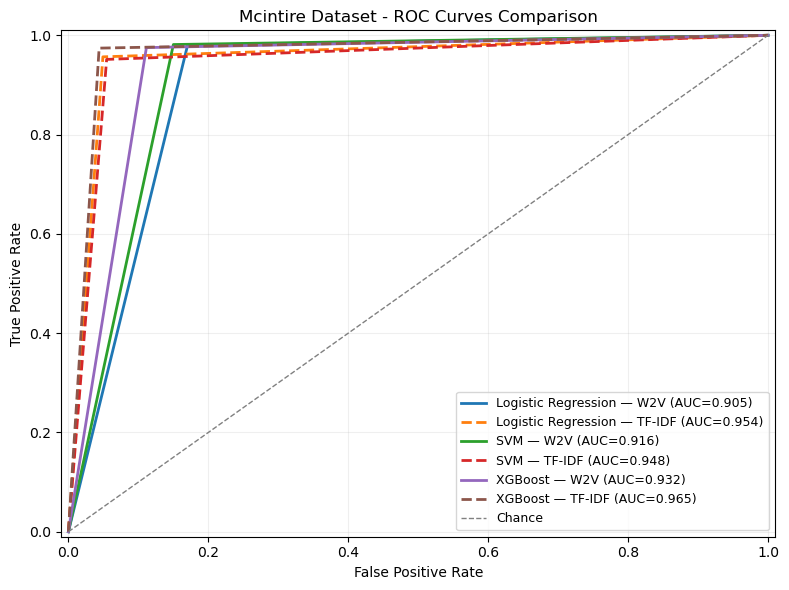 Mcintire Dataset - ROC Curves Comparison
1.0
0.8
0.6
0.4
0.2
0.0
True Positive Rate
0.0 0.2 0.4 0.6 0.8 1.0
False Positive Rate
Logistic Regression — W2V (AUC=0.905)
Logistic Regression — TF-IDF (AUC=0.954)
SVM — W2V (AUC=0.916)
SVM — TF-IDF (AUC=0.948)
XGBoost — W2V (AUC=0.932)
XGBoost — TF-IDF (AUC=0.965)
Chance